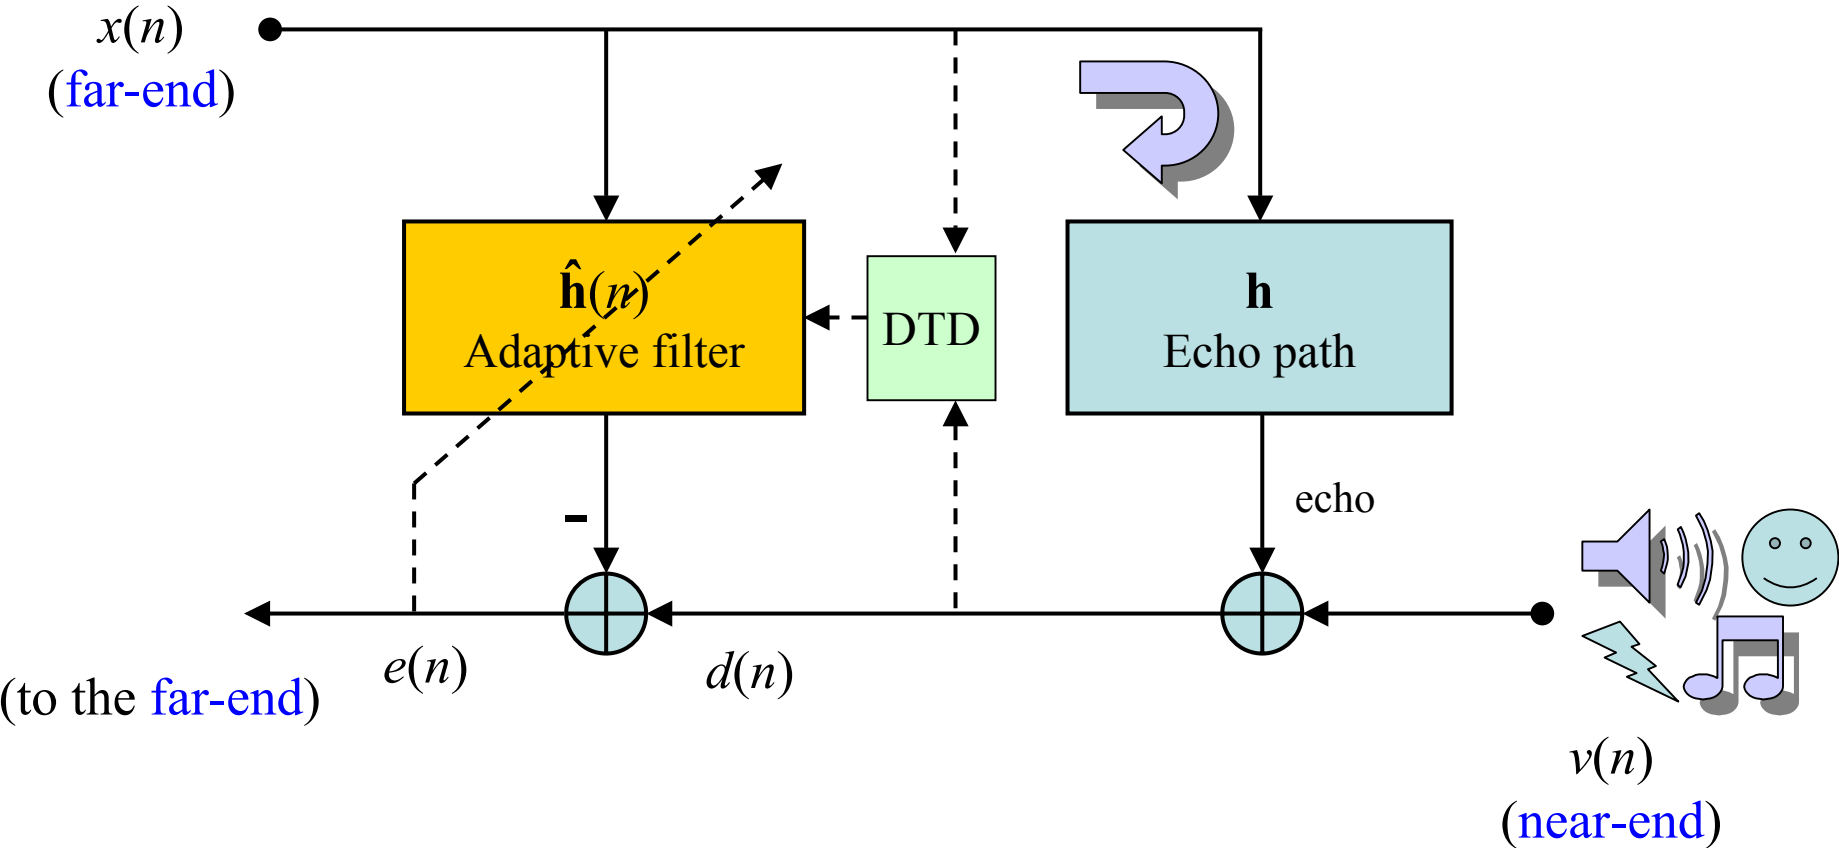 x(n)
(far-end)
ĥ(n)
Adaptive filter
DTD
h
Echo path
-
echo
e(n)
d(n)
(to the far-end)
v(n)
(near-end)